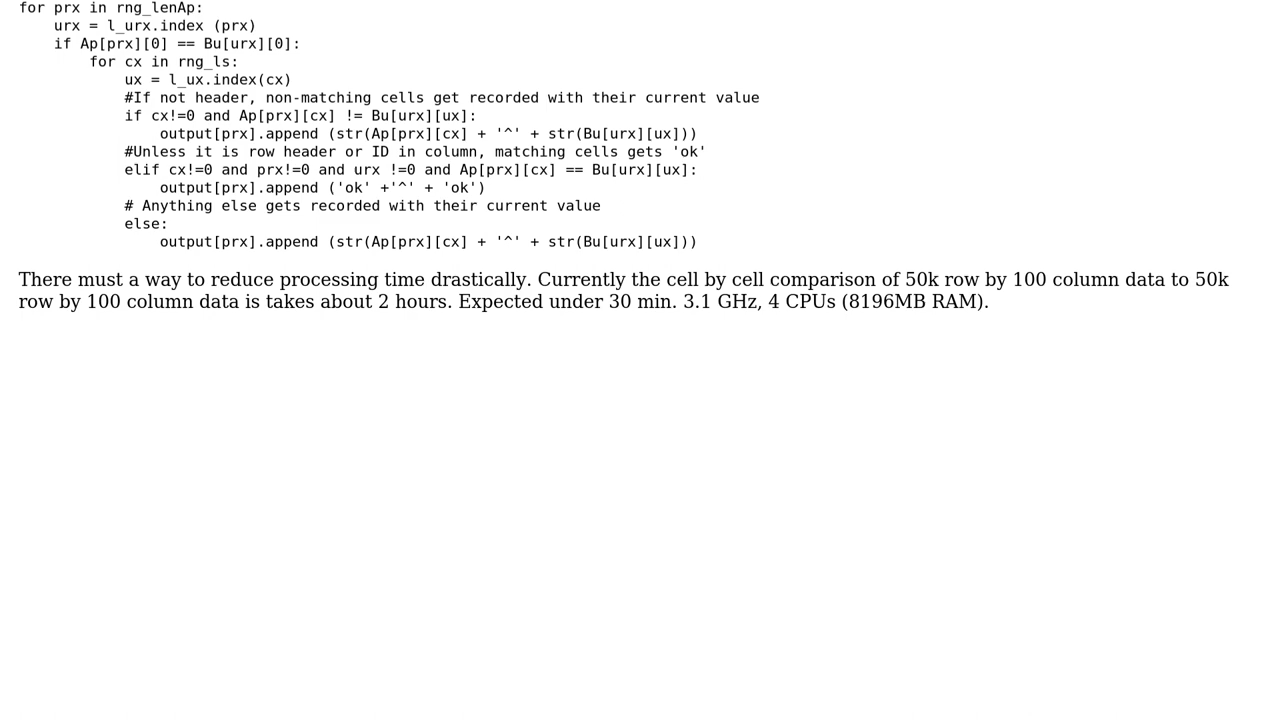 for prx in rng_lenAp:
    urx = l_urx.index (prx)
    if Ap[prx][0] == Bu[urx][0]:
        for cx in rng_ls:
            ux = l_ux.index(cx)
            #If not header, non-matching cells get recorded with their current value
            if cx!=0 and Ap[prx][cx] != Bu[urx][ux]:
                output[prx].append (str(Ap[prx][cx] + '^' + str(Bu[urx][ux]))
            #Unless it is row header or ID in column, matching cells gets 'ok'
            elif cx!=0 and prx!=0 and urx !=0 and Ap[prx][cx] == Bu[urx][ux]:
                output[prx].append ('ok' +'^' + 'ok')
            # Anything else gets recorded with their current value
            else:
                output[prx].append (str(Ap[prx][cx] + '^' + str(Bu[urx][ux]))
There must a way to reduce processing time drastically. Currently the cell by cell comparison of 50k row by 100 column data to 50k
row by 100 column data is takes about 2 hours. Expected under 30 min. 3.1 GHz, 4 CPUs (8196MB RAM).